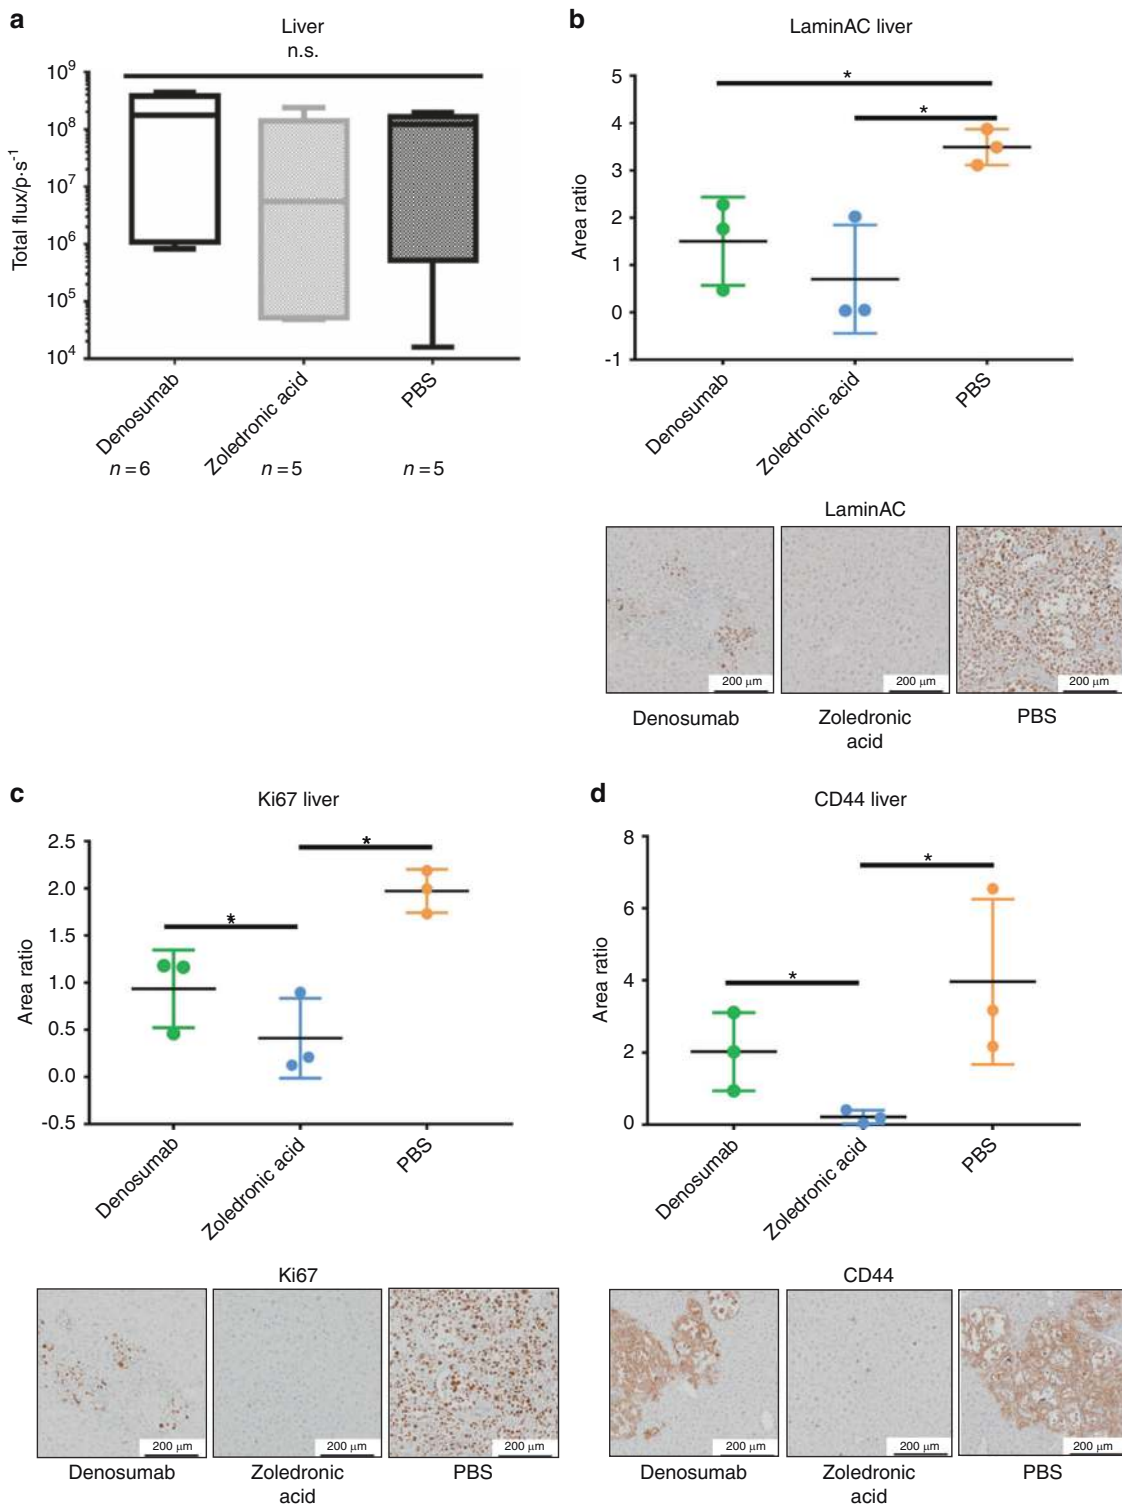 a
Liver
n.s.
Total flux/p·s⁻¹
10⁹
10⁸
10⁷
10⁶
10⁵
10⁴
Denosumab
Zoledronic acid
PBS
n = 6
n = 5
n = 5
b
LaminAC liver
Area ratio
5
4
3
2
1
0
-1
*
*
Denosumab
Zoledronic acid
PBS
LaminAC
200 µm
200 µm
200 µm
Denosumab
Zoledronic
acid
PBS
c
Ki67 liver
Area ratio
2.5
2.0
1.5
1.0
0.5
0.0
-0.5
*
*
Denosumab
Zoledronic acid
PBS
Ki67
200 µm
200 µm
200 µm
Denosumab
Zoledronic
acid
PBS
d
CD44 liver
Area ratio
8
6
4
2
0
*
*
Denosumab
Zoledronic acid
PBS
CD44
200 µm
200 µm
200 µm
Denosumab
Zoledronic
acid
PBS